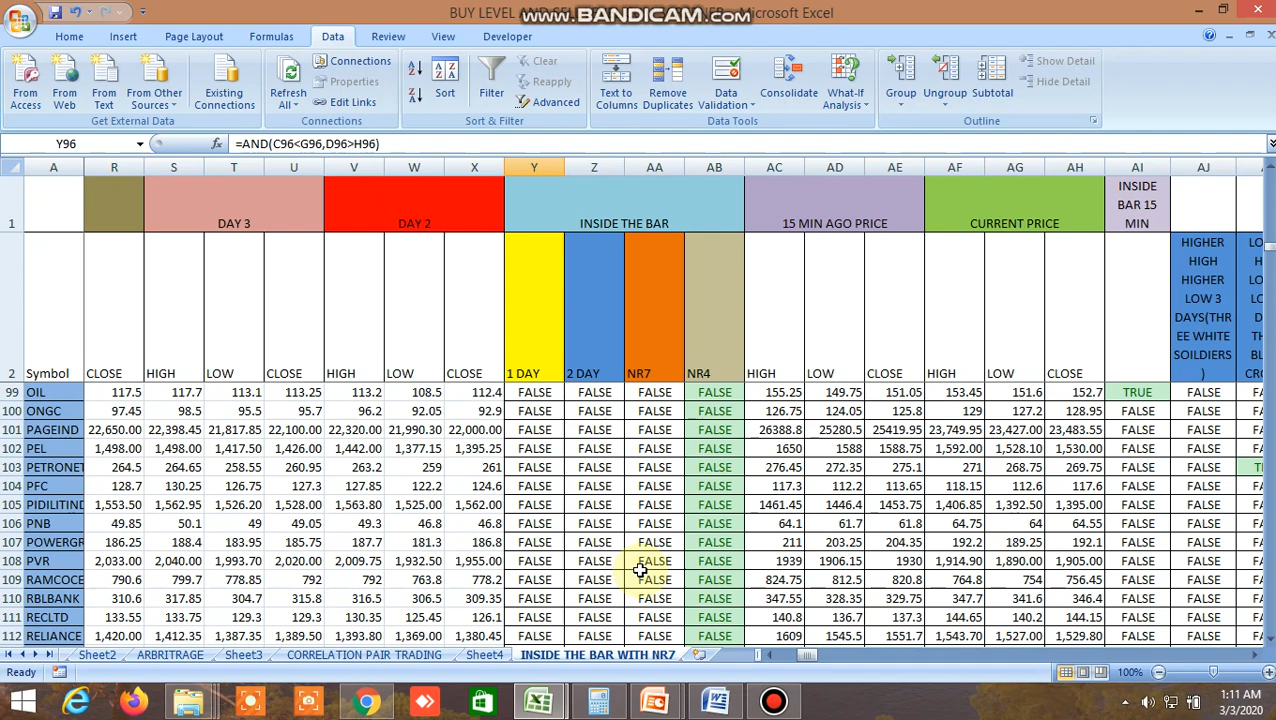 BUY LEVEL AND SEL
www.BANDICAM.com
Microsoft Excel
Home Insert Page Layout Formulas Data Review View Developer
From Access
From Web
From Text
From Other Sources
Existing Connections
Get External Data
Refresh All
Connections
Properties
Edit Links
Connections
Sort
Filter
Clear
Reapply
Advanced
Sort & Filter
Text to Columns
Remove Duplicates
Data Validation
Consolidate
What-If Analysis
Data Tools
Group
Ungroup
Subtotal
Show Detail
Hide Detail
Outline
Y96 fx =AND(C96<G96,D96>H96)
A R S T U V W X Y Z AA AB AC AD AE AF AG AH AI AJ
1 DAY 3 DAY 2 INSIDE THE BAR 15 MIN AGO PRICE CURRENT PRICE INSIDE BAR 15 MIN
HIGHER HIGH HIGHER LOW 3 DAYS(THREE WHITE SOILDIERS)
2 Symbol CLOSE HIGH LOW CLOSE HIGH LOW CLOSE 1 DAY 2 DAY NR7 NR4 HIGH LOW CLOSE HIGH LOW CLOSE
99 OIL 117.5 117.7 113.1 113.25 113.2 108.5 112.4 FALSE FALSE FALSE FALSE 155.25 149.75 151.05 153.45 151.6 152.7 TRUE FALSE FA
100 ONGC 97.45 98.5 95.5 95.7 96.2 92.05 92.9 FALSE FALSE FALSE FALSE 126.75 124.05 125.8 129 127.2 128.95 FALSE FALSE FA
101 PAGEIND 22,650.00 22,398.45 21,817.85 22,100.00 22,320.00 21,990.30 22,000.00 FALSE FALSE FALSE FALSE 26388.8 25280.5 25419.95 23,749.95 23,427.00 23,483.55 FALSE FALSE FA
102 PEL 1,498.00 1,498.00 1,417.50 1,426.00 1,442.00 1,377.15 1,395.25 FALSE FALSE FALSE FALSE 1650 1588 1588.75 1,592.00 1,508.10 1,530.00 FALSE FALSE FA
103 PETRONET 264.5 264.65 258.55 260.95 263.2 259 261 FALSE FALSE FALSE FALSE 276.45 272.35 275.1 271 268.75 269.75 FALSE FALSE T
104 PFC 128.7 130.25 126.75 127.3 127.85 122.2 124.6 FALSE FALSE FALSE FALSE 117.3 112.2 113.65 118.15 112.6 117.6 FALSE FALSE FA
105 PIDILITIND 1,553.50 1,562.95 1,526.20 1,528.00 1,563.80 1,525.00 1,562.00 FALSE FALSE FALSE FALSE 1461.45 1446.4 1453.75 1,406.85 1,392.50 1,395.00 FALSE FALSE FA
106 PNB 49.85 50.1 49 49.05 49.3 46.8 46.8 FALSE FALSE FALSE FALSE 64.1 61.7 61.8 64.75 64 64.55 FALSE FALSE FA
107 POWERGR 186.25 188.4 183.95 185.75 187.7 181.3 186.8 FALSE FALSE FALSE FALSE 211 203.25 204.35 192.2 189.25 192.1 FALSE FALSE FA
108 PVR 2,033.00 2,040.00 1,993.70 2,020.00 2,009.75 1,932.50 1,955.00 FALSE FALSE FALSE FALSE 1939 1906.15 1930 1,914.90 1,890.00 1,905.00 FALSE FALSE FA
109 RAMCOCE 790.6 799.7 778.85 792 792 763.8 778.2 FALSE FALSE FALSE FALSE 824.75 812.5 820.8 764.8 754 756.45 FALSE FALSE FA
110 RBLBANK 310.6 317.85 304.7 315.8 316.5 306.5 309.35 FALSE FALSE FALSE FALSE 347.55 328.35 329.75 347.7 341.6 346.4 FALSE FALSE FA
111 RECLTD 133.55 133.75 129.3 129.3 130.35 125.45 126.1 FALSE FALSE FALSE FALSE 140.8 136.7 137.3 144.65 140.2 144.15 FALSE FALSE FA
112 RELIANCE 1,420.00 1,412.35 1,387.35 1,389.50 1,393.80 1,369.00 1,380.45 FALSE FALSE FALSE FALSE 1609 1545.5 1551.7 1,543.70 1,527.00 1,529.80 FALSE FALSE FA
Sheet2 ARBRITRAGE Sheet3 CORRELATION PAIR TRADING Sheet4 INSIDE THE BAR WITH NR7
Ready 100%
1:11 AM
3/3/2020